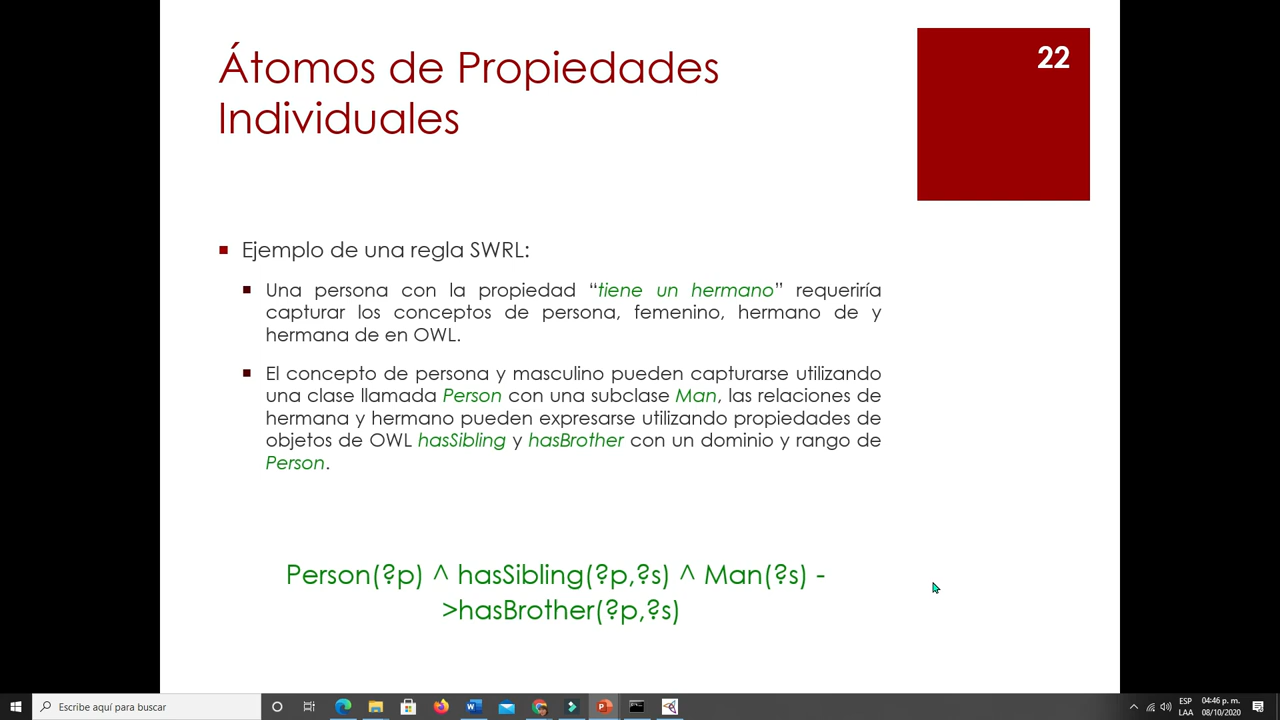 Átomos de Propiedades
Individuales
22
Ejemplo de una regla SWRL:
Una persona con la propiedad “tiene un hermano” requeriría
capturar los conceptos de persona, femenino, hermano de y
hermana de en OWL.
El concepto de persona y masculino pueden capturarse utilizando
una clase llamada Person con una subclase Man, las relaciones de
hermana y hermano pueden expresarse utilizando propiedades de
objetos de OWL hasSibling y hasBrother con un dominio y rango de
Person.
Person(?p) ^ hasSibling(?p,?s) ^ Man(?s) -
>hasBrother(?p,?s)
Escribe aquí para buscar
ESP
LAA
04:46 p. m.
08/10/2020